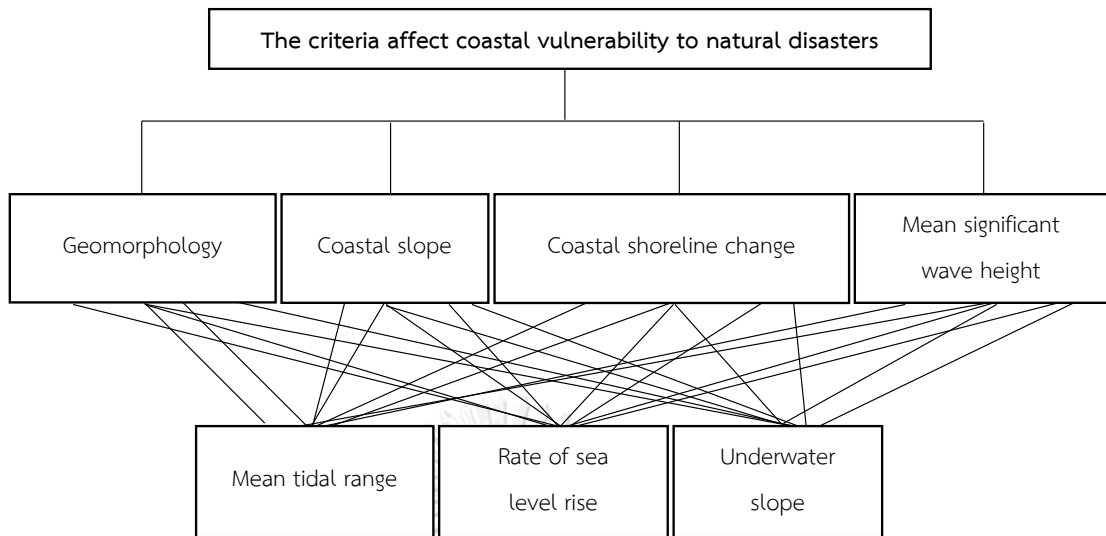 The criteria affect coastal vulnerability to natural disasters
Geomorphology
Coastal slope
Coastal shoreline change
Mean significant
wave height
Mean tidal range
Rate of sea
level rise
Underwater
slope